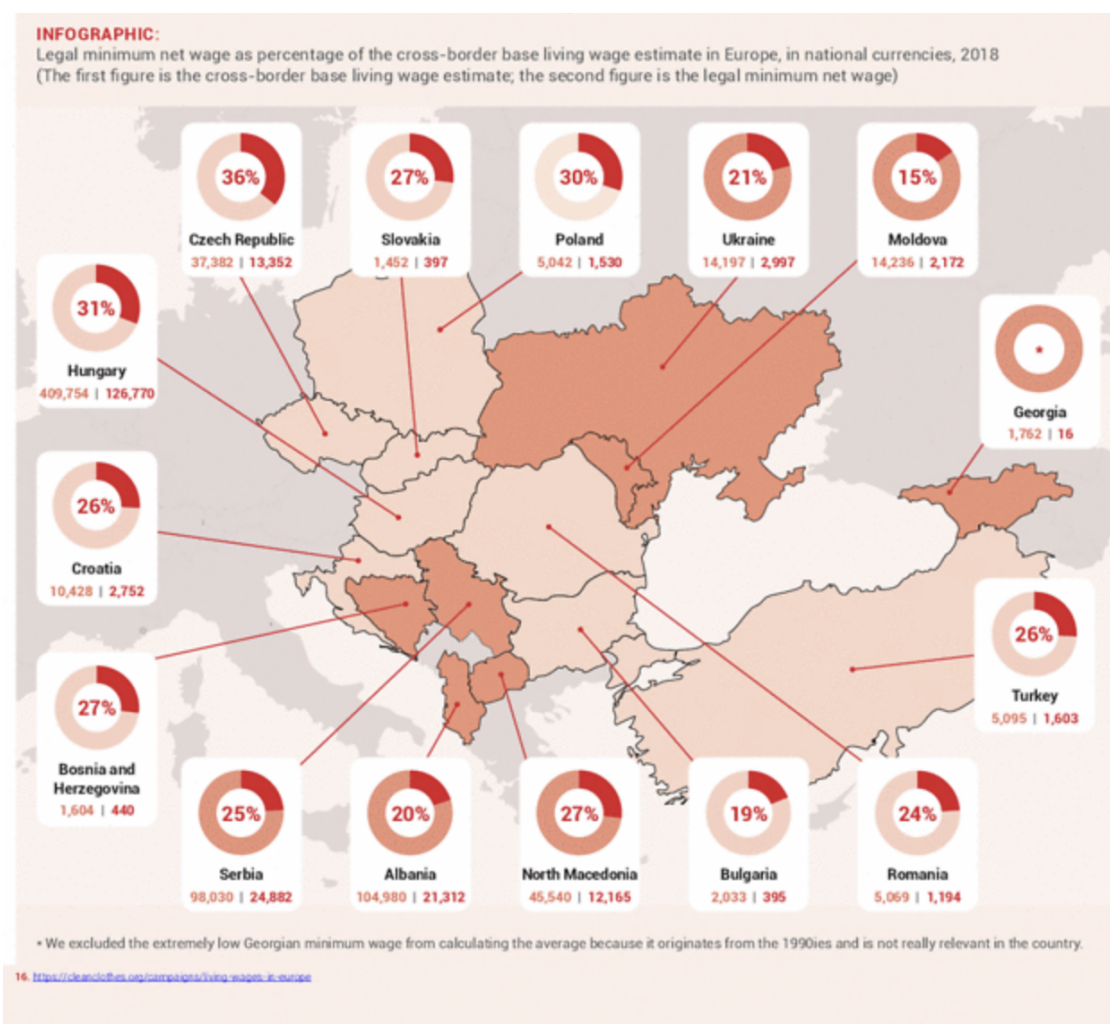 INFOGRAPHIC:
Legal minimum net wage as percentage of the cross-border base living wage estimate in Europe, in national currencies, 2018
(The first figure is the cross-border base living wage estimate; the second figure is the legal minimum net wage)
36%
Czech Republic
37,382 | 13,352
27%
Slovakia
1,452 | 397
30%
Poland
5,042 | 1,530
21%
Ukraine
14,197 | 2,997
15%
Moldova
14,236 | 2,172
31%
Hungary
409,754 | 126,770
*
Georgia
1,762 | 16
26%
Croatia
10,428 | 2,752
26%
Turkey
5,095 | 1,603
27%
Bosnia and
Herzegovina
1,604 | 440
25%
Serbia
98,030 | 24,882
20%
Albania
104,980 | 21,312
27%
North Macedonia
45,540 | 12,165
19%
Bulgaria
2,033 | 395
24%
Romania
5,069 | 1,194
* We excluded the extremely low Georgian minimum wage from calculating the average because it originates from the 1990ies and is not really relevant in the country.
16. https://cleanclothes.org/campaigns/living-wages-in-europe